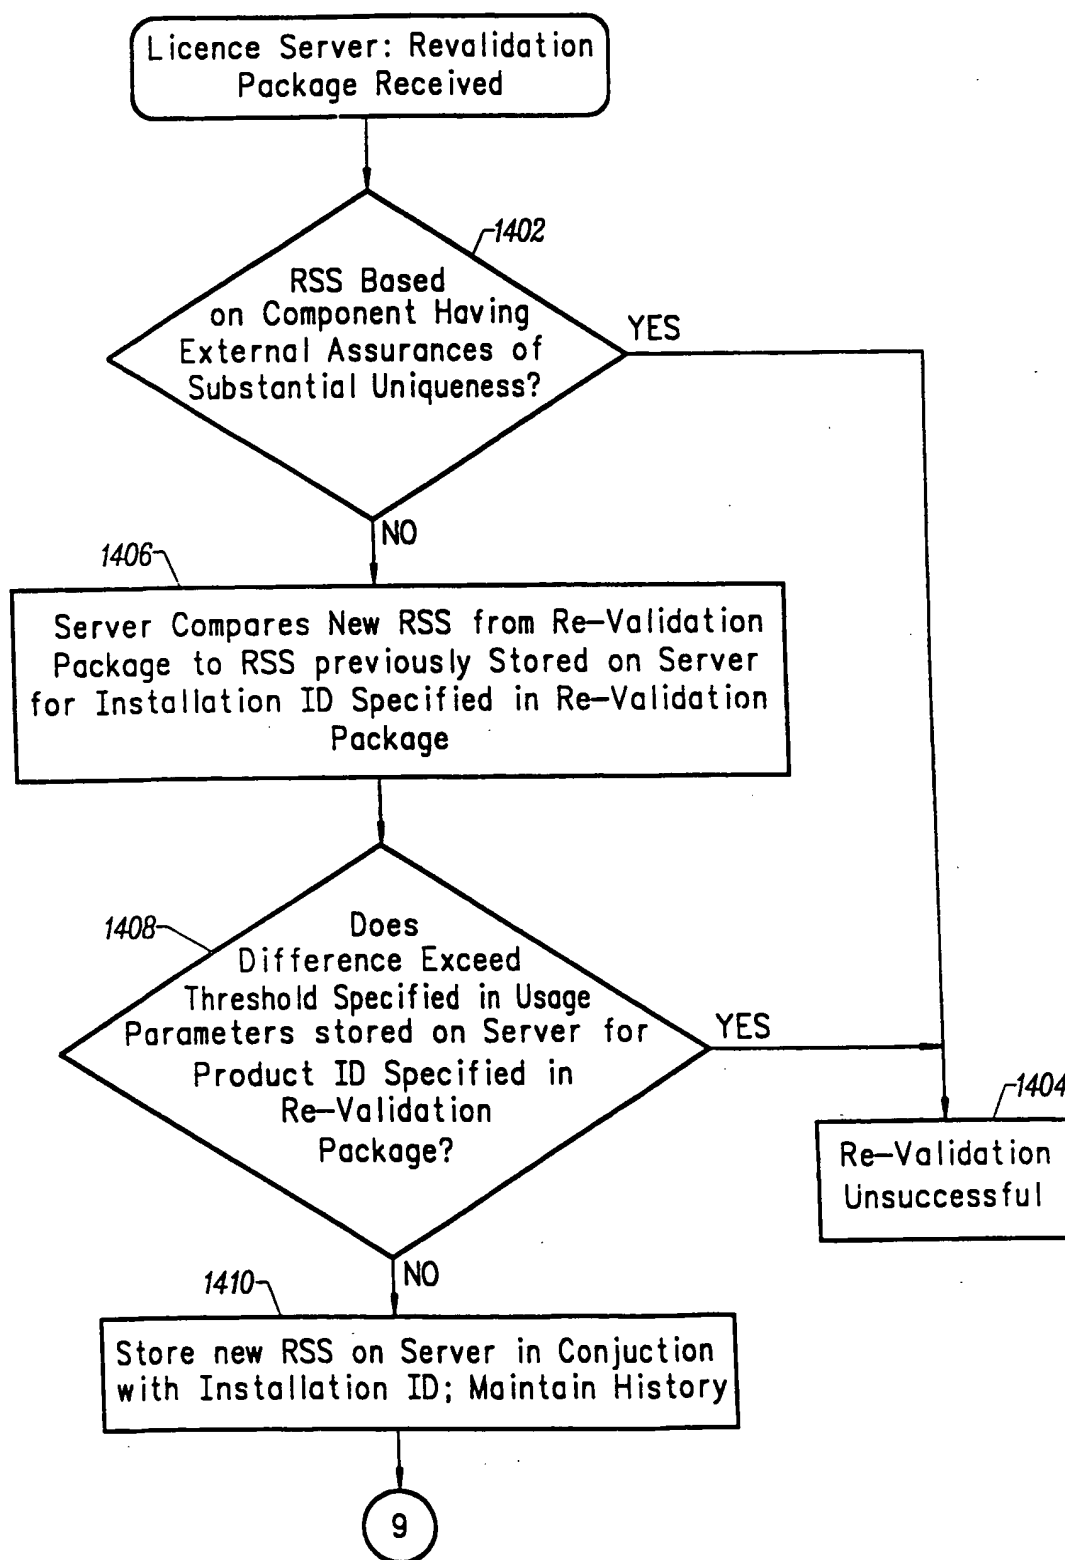 Licence Server: Revalidation
Package Received
1402
RSS Based
on Component Having
External Assurances of
Substantial Uniqueness?
YES
NO
1406
Server Compares New RSS from Re-Validation
Package to RSS previously Stored on Server
for Installation ID Specified in Re-Validation
Package
1408
Does
Difference Exceed
Threshold Specified in Usage
Parameters stored on Server for
Product ID Specified in
Re-Validation
Package?
YES
1404
Re-Validation
Unsuccessful
NO
1410
Store new RSS on Server in Conjuction
with Installation ID; Maintain History
9